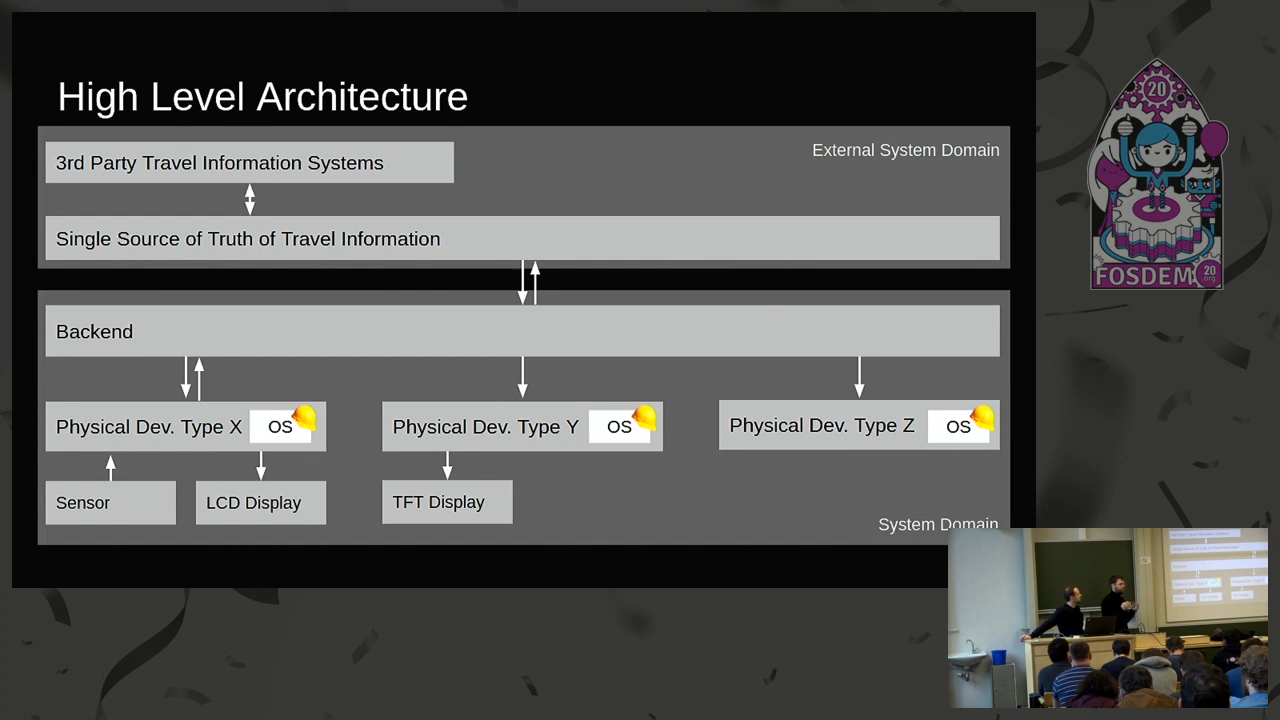 High Level Architecture
External System Domain
3rd Party Travel Information Systems
Single Source of Truth of Travel Information
Backend
Physical Dev. Type X
OS
Physical Dev. Type Y
OS
Physical Dev. Type Z
OS
Sensor
LCD Display
TFT Display
System Domain
20
FOSDEM
20
.org